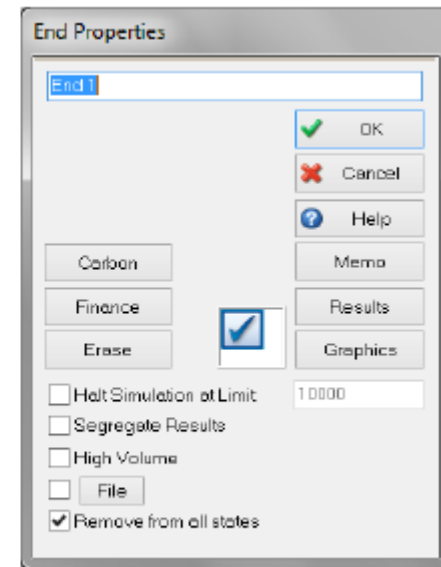 End Properties
End 1
OK
Cancel
Help
Carbon
Memo
Finance
Results
Erase
Graphics
Halt Simulation at Limit
10000
Segregate Results
High Volume
File
Remove from all states